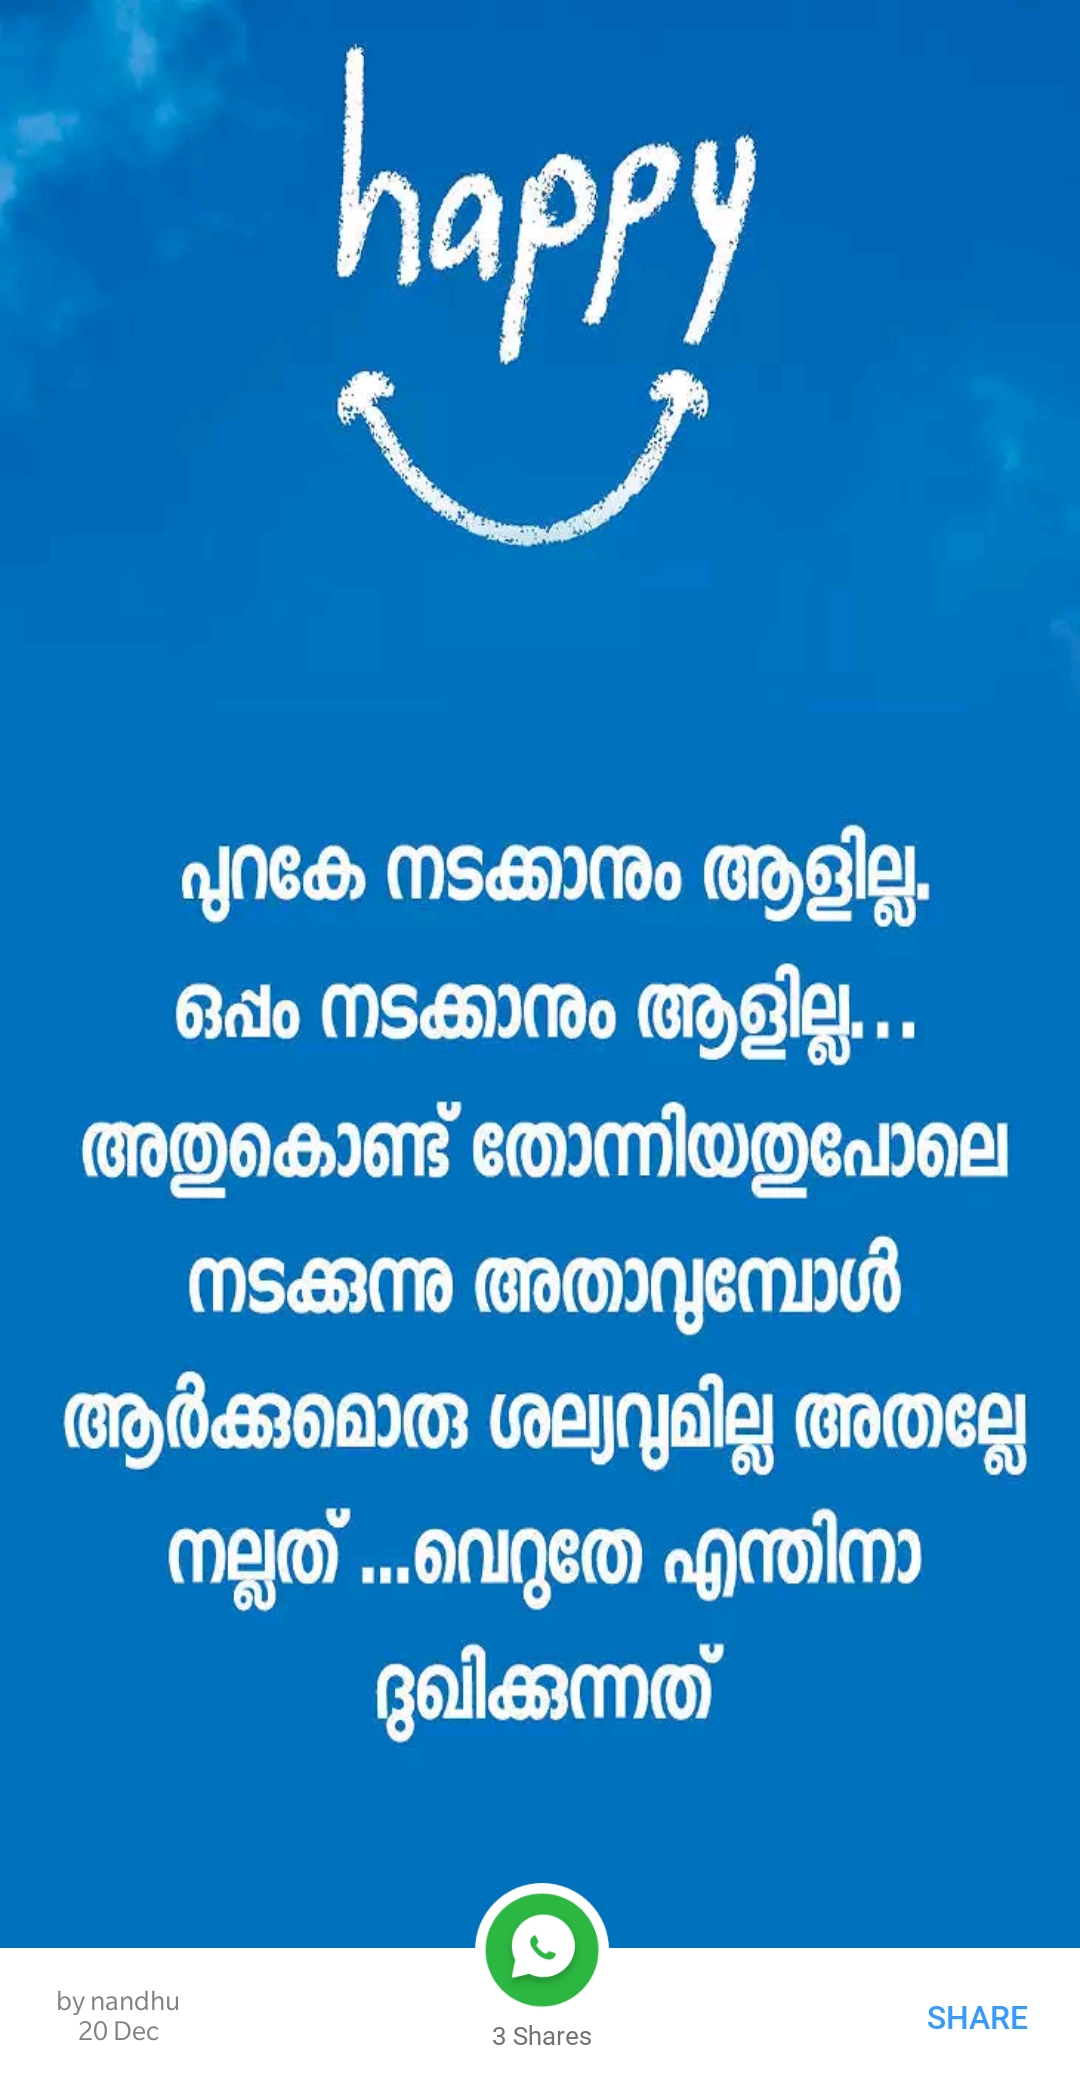 happy
പുറകേ നടക്കാനും ആളില്ല.
ഒപ്പം നടക്കാനും ആളില്ല...
അതുകൊണ്ട് തോന്നിയതുപോലെ
നടക്കുന്നു അതാവുമ്പോൾ
ആർക്കുമൊരു ശല്യവുമില്ല അതല്ലേ
നല്ലത് ...വെറുതേ എന്തിനാ
ദുഖിക്കുന്നത്
by nandhu
20 Dec
3 Shares
SHARE